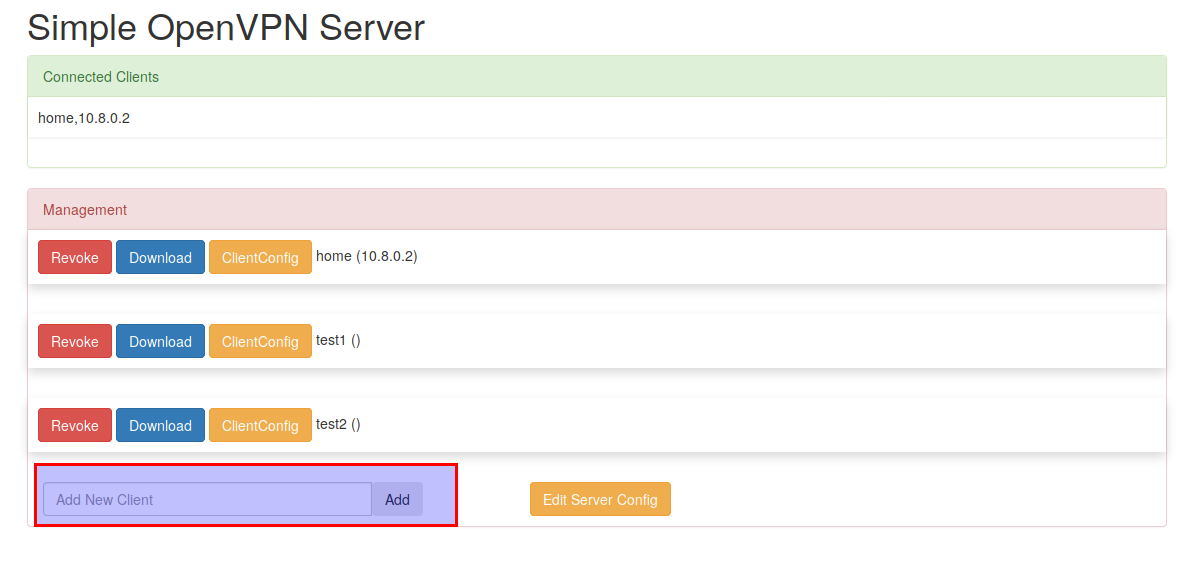 Simple OpenVPN Server
Connected Clients
home,10.8.0.2
Management
Revoke Download ClientConfig home (10.8.0.2)
Revoke Download ClientConfig test1 ()
Revoke Download ClientConfig test2 ()
Add New Client Add Edit Server Config